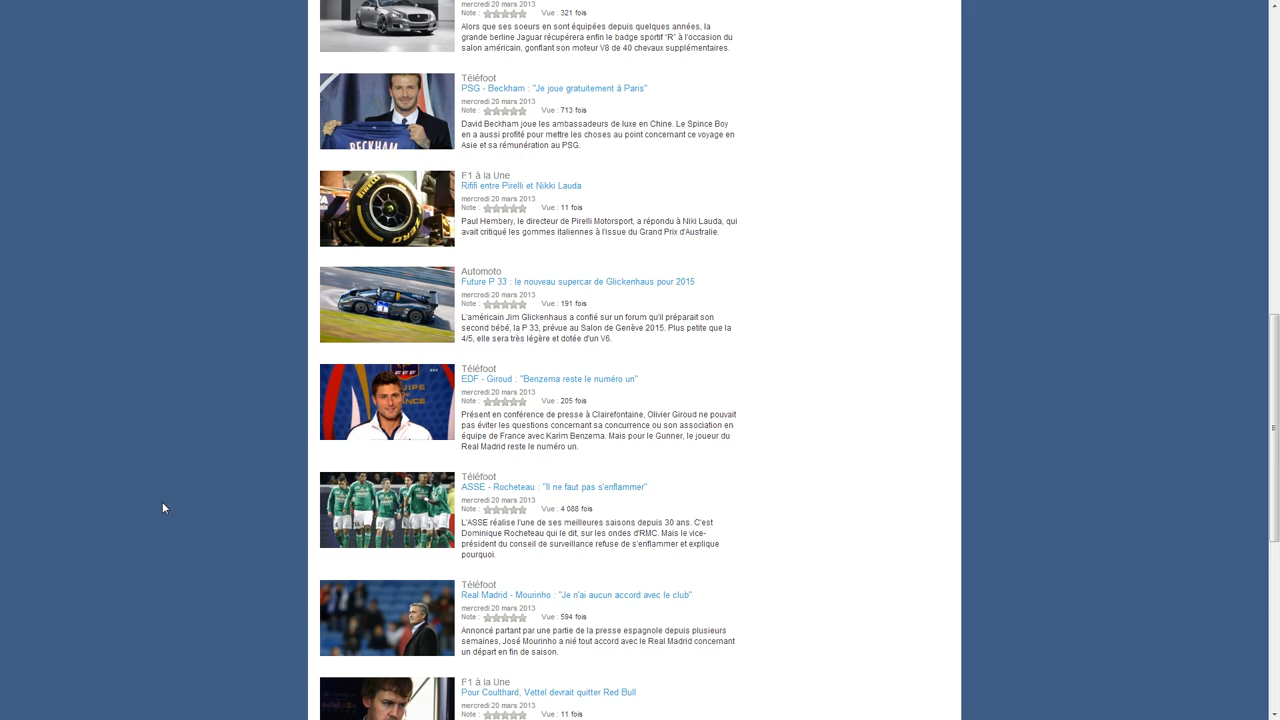 mercredi 20 mars 2013
Note : Vue : 321 fois
Alors que ses soeurs en sont équipées depuis quelques années, la
grande berline Jaguar récupérera enfin le badge sportif “R” à l'occasion du
salon américain, gonflant son moteur V8 de 40 chevaux supplémentaires.
Téléfoot
PSG - Beckham : "Je joue gratuitement à Paris"
mercredi 20 mars 2013
Note : Vue : 713 fois
David Beckham joue les ambassadeurs de luxe en Chine. Le Spince Boy
en a aussi profité pour mettre les choses au point concernant ce voyage en
Asie et sa rémunération au PSG.
BECKHAM
F1 à la Une
Rififi entre Pirelli et Nikki Lauda
mercredi 20 mars 2013
Note : Vue : 11 fois
Paul Hembery, le directeur de Pirelli Motorsport, a répondu à Niki Lauda, qui
avait critiqué les gommes italiennes à l'issue du Grand Prix d'Australie.
PIRELLI
ZERO
Automoto
Future P 33 : le nouveau supercar de Glickenhaus pour 2015
mercredi 20 mars 2013
Note : Vue : 191 fois
L'américain Jim Glickenhaus a confié sur un forum qu'il préparait son
second bébé, la P 33, prévue au Salon de Genève 2015. Plus petite que la
4/5, elle sera très légère et dotée d'un V6.
Téléfoot
EDF - Giroud : "Benzema reste le numéro un"
mercredi 20 mars 2013
Note : Vue : 205 fois
Présent en conférence de presse à Clairefontaine, Olivier Giroud ne pouvait
pas éviter les questions concernant sa concurrence ou son association en
équipe de France avec Karim Benzema. Mais pour le Gunner, le joueur du
Real Madrid reste le numéro un.
FFF
Téléfoot
ASSE - Rocheteau : "Il ne faut pas s'enflammer"
mercredi 20 mars 2013
Note : Vue : 4 088 fois
L'ASSE réalise l'une de ses meilleures saisons depuis 30 ans. C'est
Dominique Rocheteau qui le dit, sur les ondes d'RMC. Mais le vice-
président du conseil de surveillance refuse de s'enflammer et explique
pourquoi.
Téléfoot
Real Madrid - Mourinho : "Je n'ai aucun accord avec le club"
mercredi 20 mars 2013
Note : Vue : 594 fois
Annoncé partant par une partie de la presse espagnole depuis plusieurs
semaines, José Mourinho a nié tout accord avec le Real Madrid concernant
un départ en fin de saison.
F1 à la Une
Pour Coulthard, Vettel devrait quitter Red Bull
mercredi 20 mars 2013
Note : Vue : 11 fois